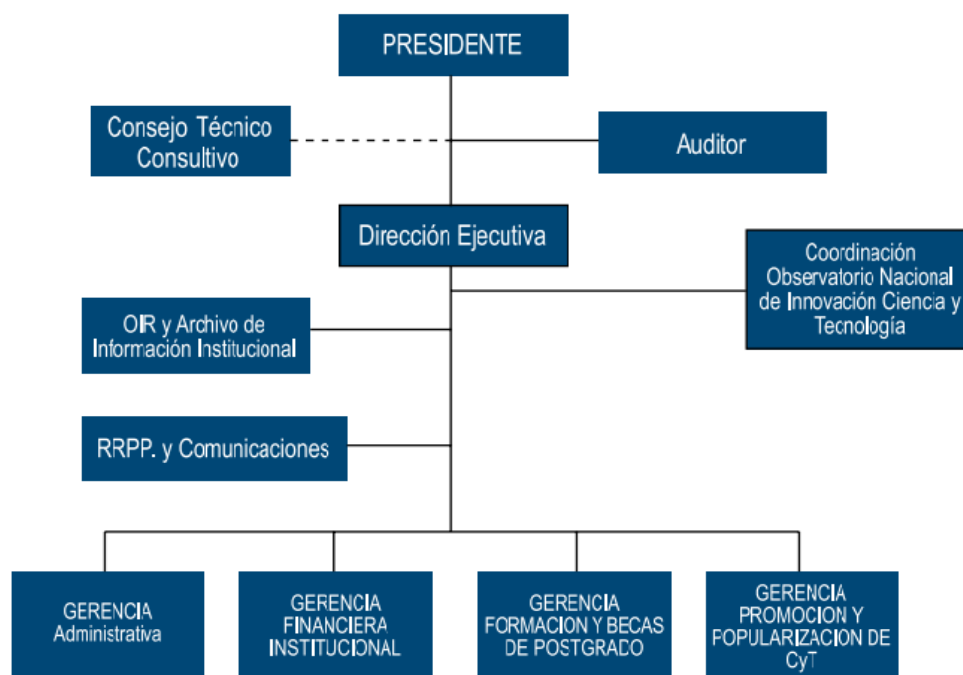 PRESIDENTE
Consejo Técnico
Consultivo
Auditor
Dirección Ejecutiva
Coordinación
Observatorio Nacional
de Innovación Ciencia y
Tecnología
OIR y Archivo de
Información Institucional
RRPP. y Comunicaciones
GERENCIA
Administrativa
GERENCIA
FINANCIERA
INSTITUCIONAL
GERENCIA
FORMACION Y BECAS
DE POSTGRADO
GERENCIA
PROMOCION Y
POPULARIZACION DE
CyT